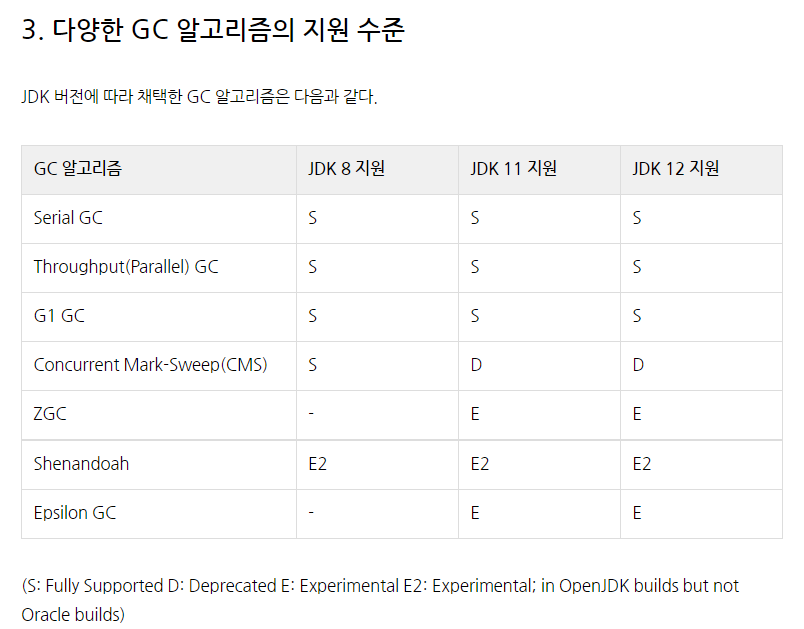 3. 다양한 GC 알고리즘의 지원 수준
JDK 버전에 따라 채택한 GC 알고리즘은 다음과 같다.
GC 알고리즘 JDK 8 지원 JDK 11 지원 JDK 12 지원
Serial GC S S S
Throughput(Parallel) GC S S S
G1 GC S S S
Concurrent Mark-Sweep(CMS) S D D
ZGC - E E
Shenandoah E2 E2 E2
Epsilon GC - E E
(S: Fully Supported D: Deprecated E: Experimental E2: Experimental; in OpenJDK builds but not
Oracle builds)